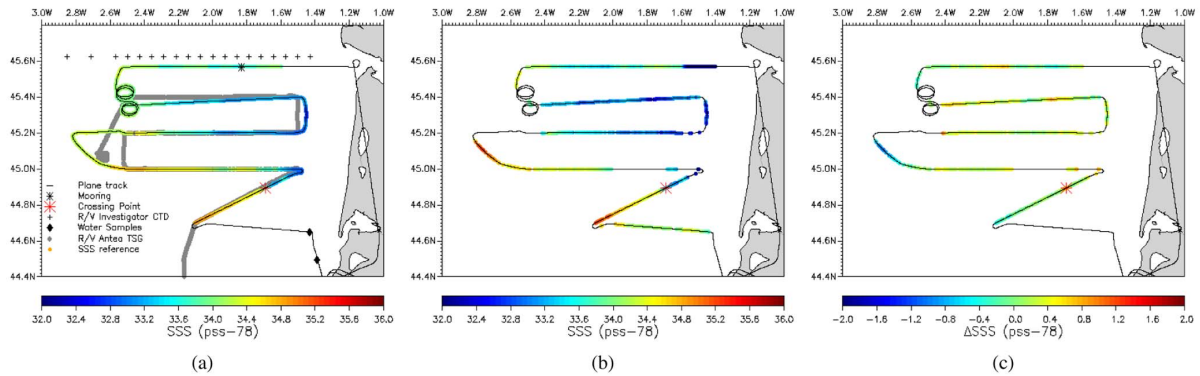 3.0W 2.8W 2.6W 2.4W 2.2W 2.0W 1.8W 1.6W 1.4W 1.2W 1.0W
45.6N
45.4N
45.2N
45.0N
44.8N
44.6N
44.4N
Plane track
Mooring
Crossing Point
R/V Investigator CTD
Water Samples
R/V Antea TSG
SSS reference
32.0 32.4 32.8 33.2 33.6 34.0 34.4 34.8 35.2 35.6 36.0
SSS (pss-78)
(a)
3.0W 2.8W 2.6W 2.4W 2.2W 2.0W 1.8W 1.6W 1.4W 1.2W 1.0W
45.6N
45.4N
45.2N
45.0N
44.8N
44.6N
44.4N
32.0 32.4 32.8 33.2 33.6 34.0 34.4 34.8 35.2 35.6 36.0
SSS (pss-78)
(b)
3.0W 2.8W 2.6W 2.4W 2.2W 2.0W 1.8W 1.6W 1.4W 1.2W 1.0W
45.6N
45.4N
45.2N
45.0N
44.8N
44.6N
44.4N
-2.0 -1.6 -1.2 -0.8 -0.4 0.0 0.4 0.8 1.2 1.6 2.0
ΔSSS (pss-78)
(c)